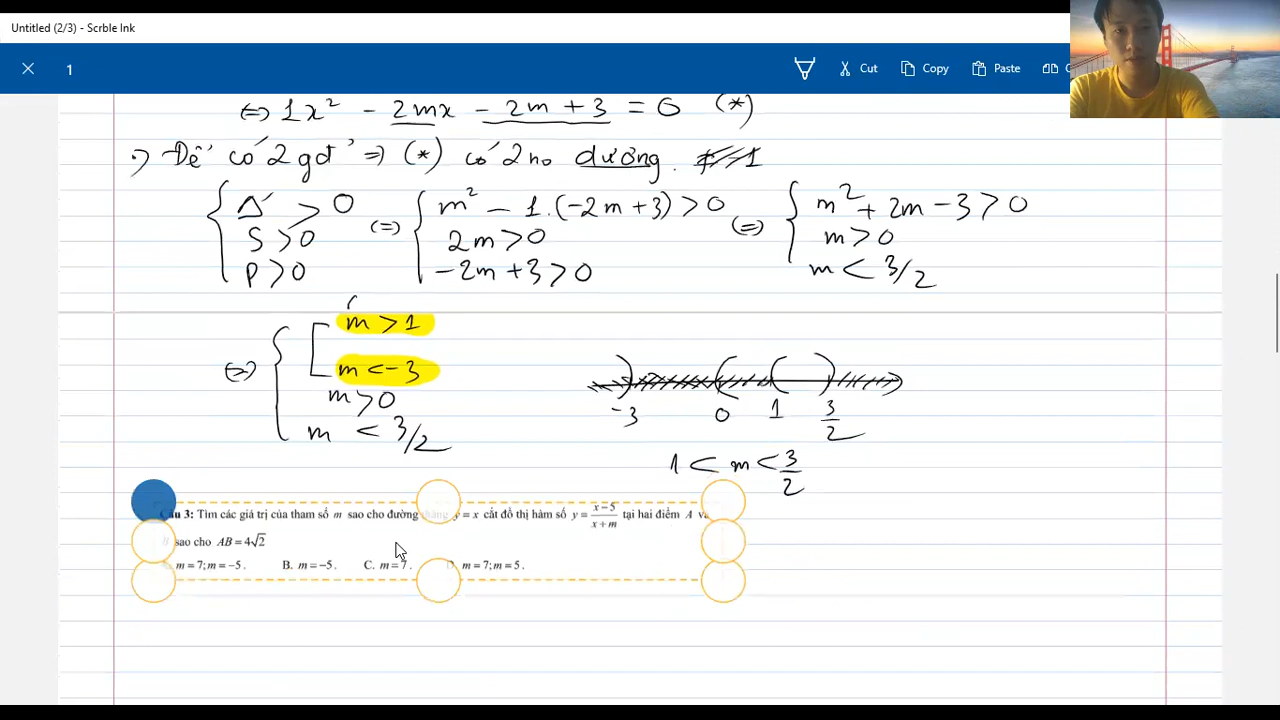 Untitled (2/3) - Scrble Ink
1 Cut Copy Paste
⇔ 1x² - 2mx - 2m + 3 = 0 (*)
Để có 2 gđ ⇒ (*) có 2 no dương.
Δ' > 0 ⇔ m² - 1.(-2m + 3) > 0 ⇔ m² + 2m - 3 > 0
S > 0 2m > 0 m > 0
P > 0 -2m + 3 > 0 m < 3/2
⇔ m > 1
m < -3
m > 0
m < 3/2
-3 0 1 3/2
1 < m < 3/2
Câu 3: Tìm các giá trị của tham số m sao cho đường thẳng y = x cắt đồ thị hàm số y = (x-5)/(x+m) tại hai điểm A
sao cho AB = 4√2
m = 7; m = -5. B. m = -5. C. m = 7. m = 7; m = 5.